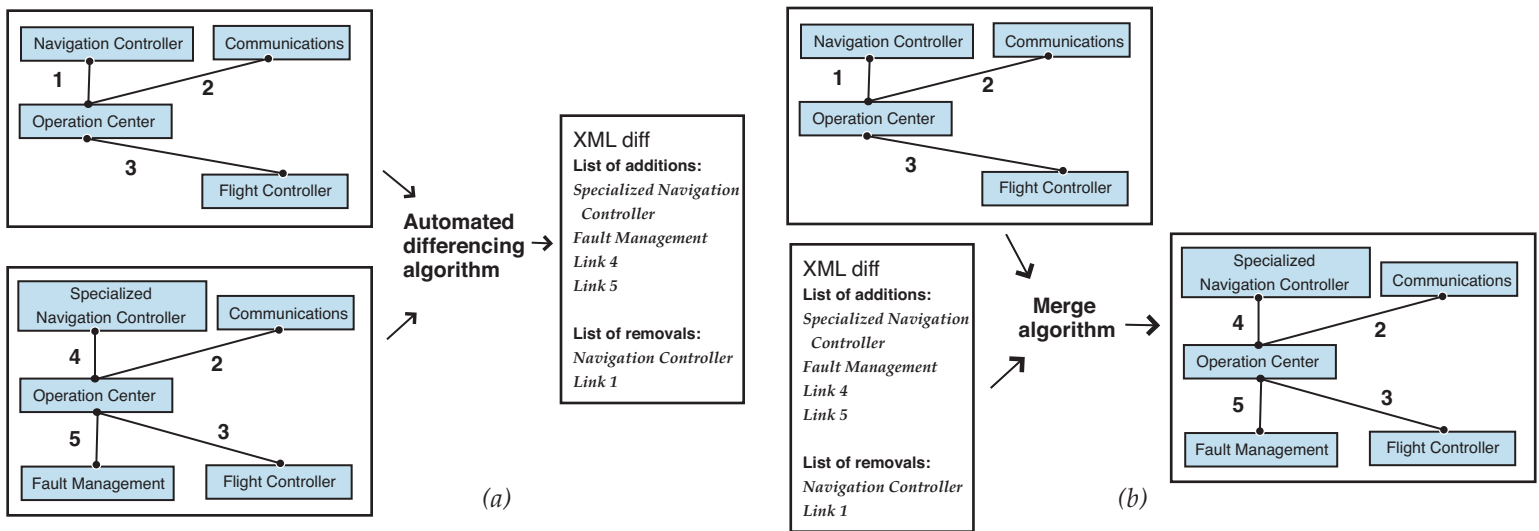 Navigation Controller
Communications
1
2
Operation Center
3
Flight Controller
Specialized
Navigation Controller
Communications
4
2
Operation Center
5
3
Fault Management
Flight Controller
Automated
differencing
algorithm
XML diff
List of additions:
Specialized Navigation
Controller
Fault Management
Link 4
Link 5
List of removals:
Navigation Controller
Link 1
(a)
Navigation Controller
Communications
1
2
Operation Center
3
Flight Controller
XML diff
List of additions:
Specialized Navigation
Controller
Fault Management
Link 4
Link 5
List of removals:
Navigation Controller
Link 1
Merge
algorithm
Specialized
Navigation Controller
Communications
4
2
Operation Center
5
3
Fault Management
Flight Controller
(b)